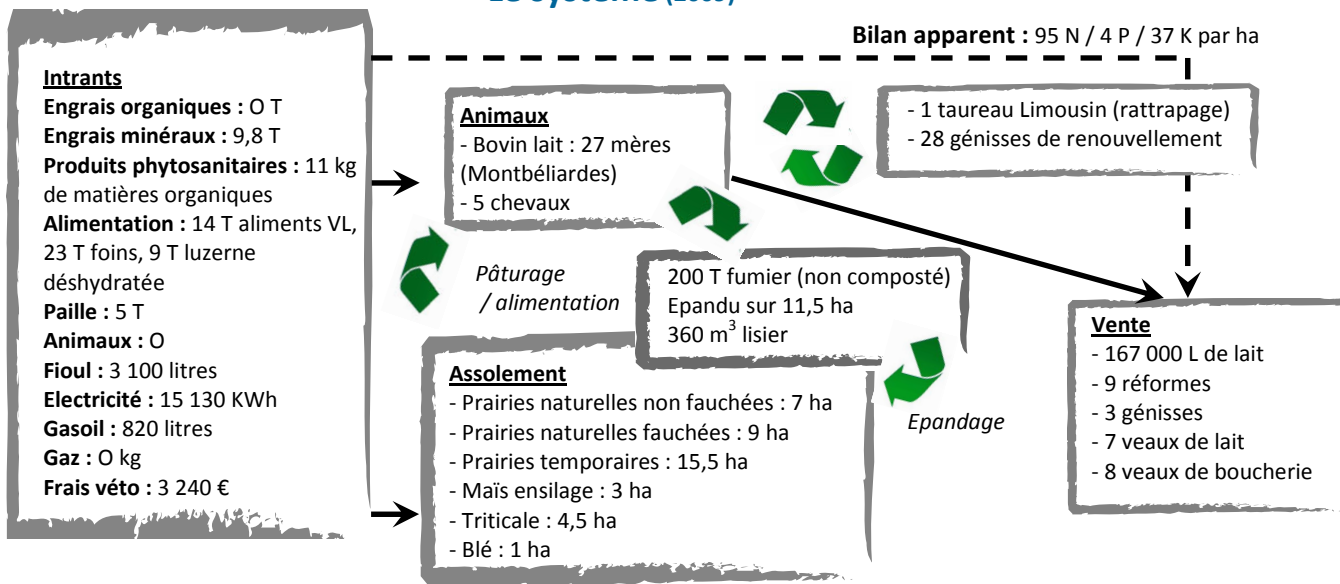 Bilan apparent : 95 N / 4 P / 37 K par ha
Intrants
Engrais organiques : O T
Engrais minéraux : 9,8 T
Produits phytosanitaires : 11 kg
de matières organiques
Alimentation : 14 T aliments VL,
23 T foins, 9 T luzerne
déshydratée
Paille : 5 T
Animaux : O
Fioul : 3 100 litres
Electricité : 15 130 KWh
Gasoil : 820 litres
Gaz : O kg
Frais véto : 3 240 €
Animaux
- Bovin lait : 27 mères
(Montbéliardes)
- 5 chevaux
- 1 taureau Limousin (rattrapage)
- 28 génisses de renouvellement
Pâturage
/ alimentation
200 T fumier (non composté)
Epandu sur 11,5 ha
360 m³ lisier
Epandage
Assolement
- Prairies naturelles non fauchées : 7 ha
- Prairies naturelles fauchées : 9 ha
- Prairies temporaires : 15,5 ha
- Maïs ensilage : 3 ha
- Triticale : 4,5 ha
- Blé : 1 ha
Vente
- 167 000 L de lait
- 9 réformes
- 3 génisses
- 7 veaux de lait
- 8 veaux de boucherie